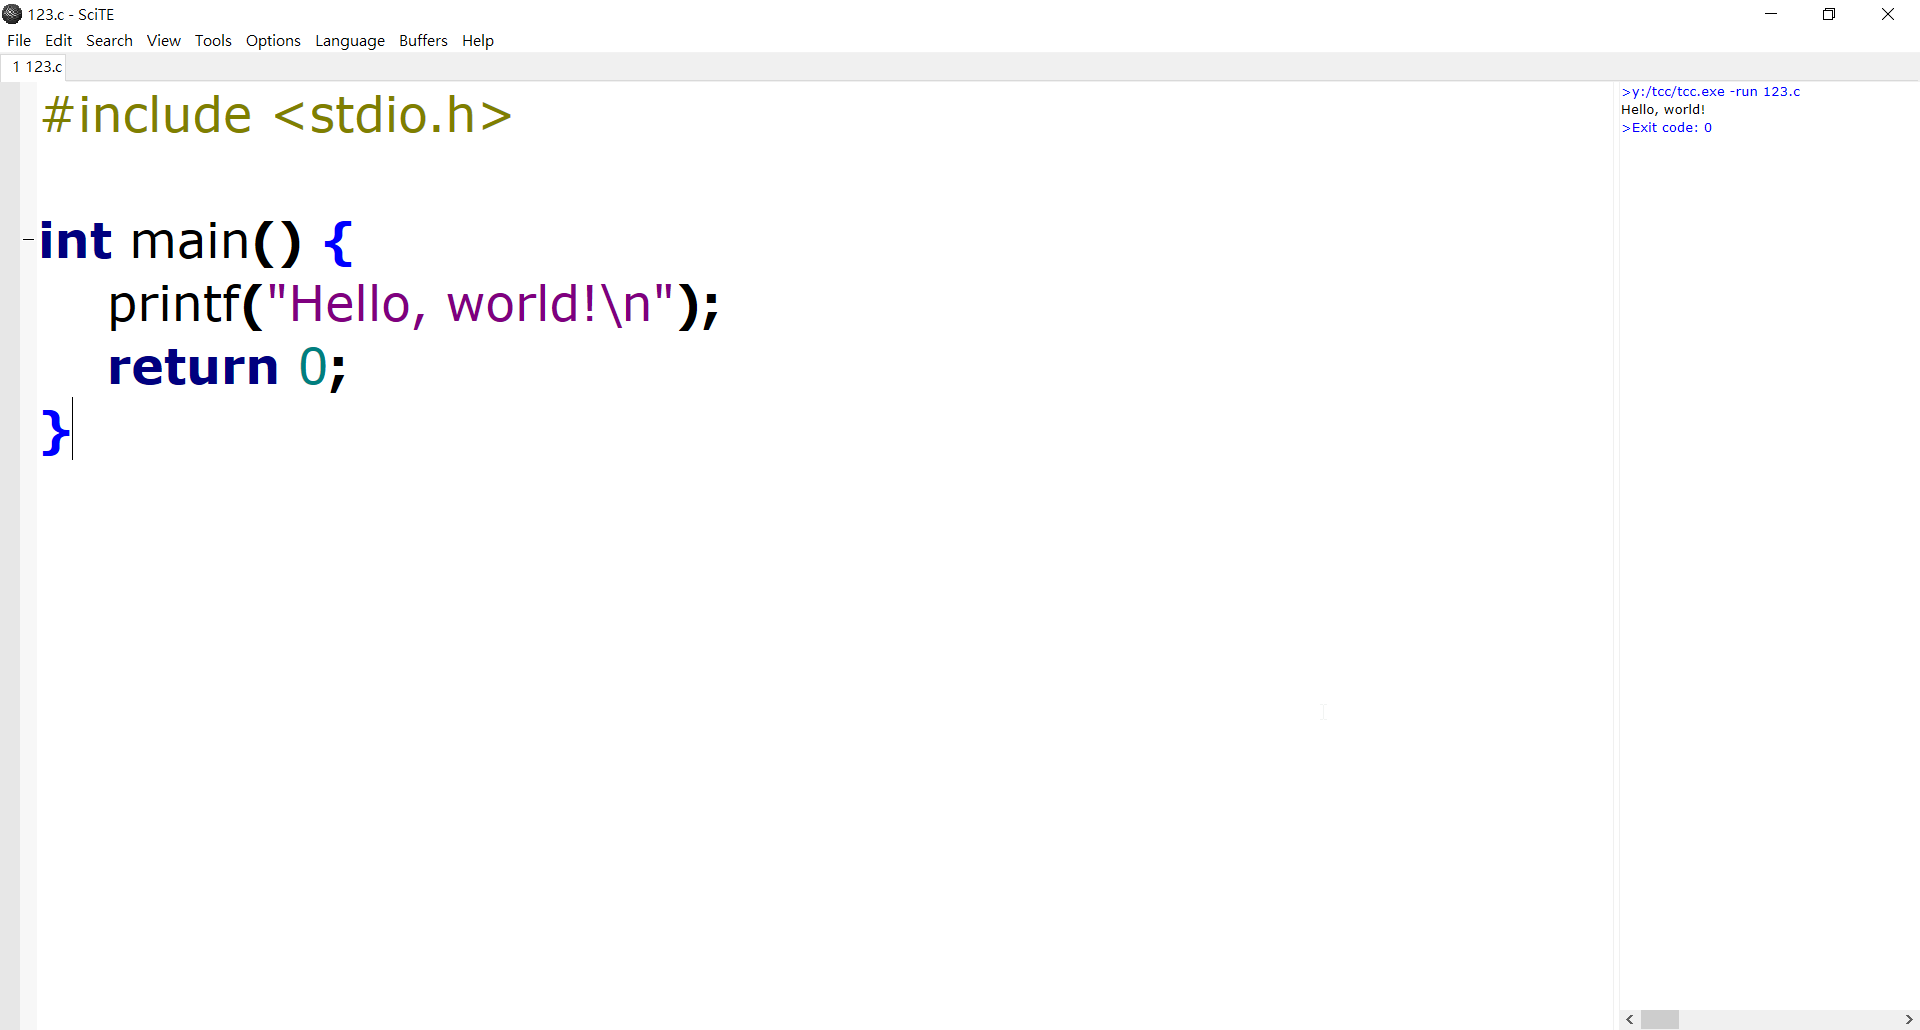 123.c - SciTE
File Edit Search View Tools Options Language Buffers Help
1 123.c
#include <stdio.h>
int main() {
printf("Hello, world!\n");
return 0;
}
>y:/tcc/tcc.exe -run 123.c
Hello, world!
>Exit code: 0